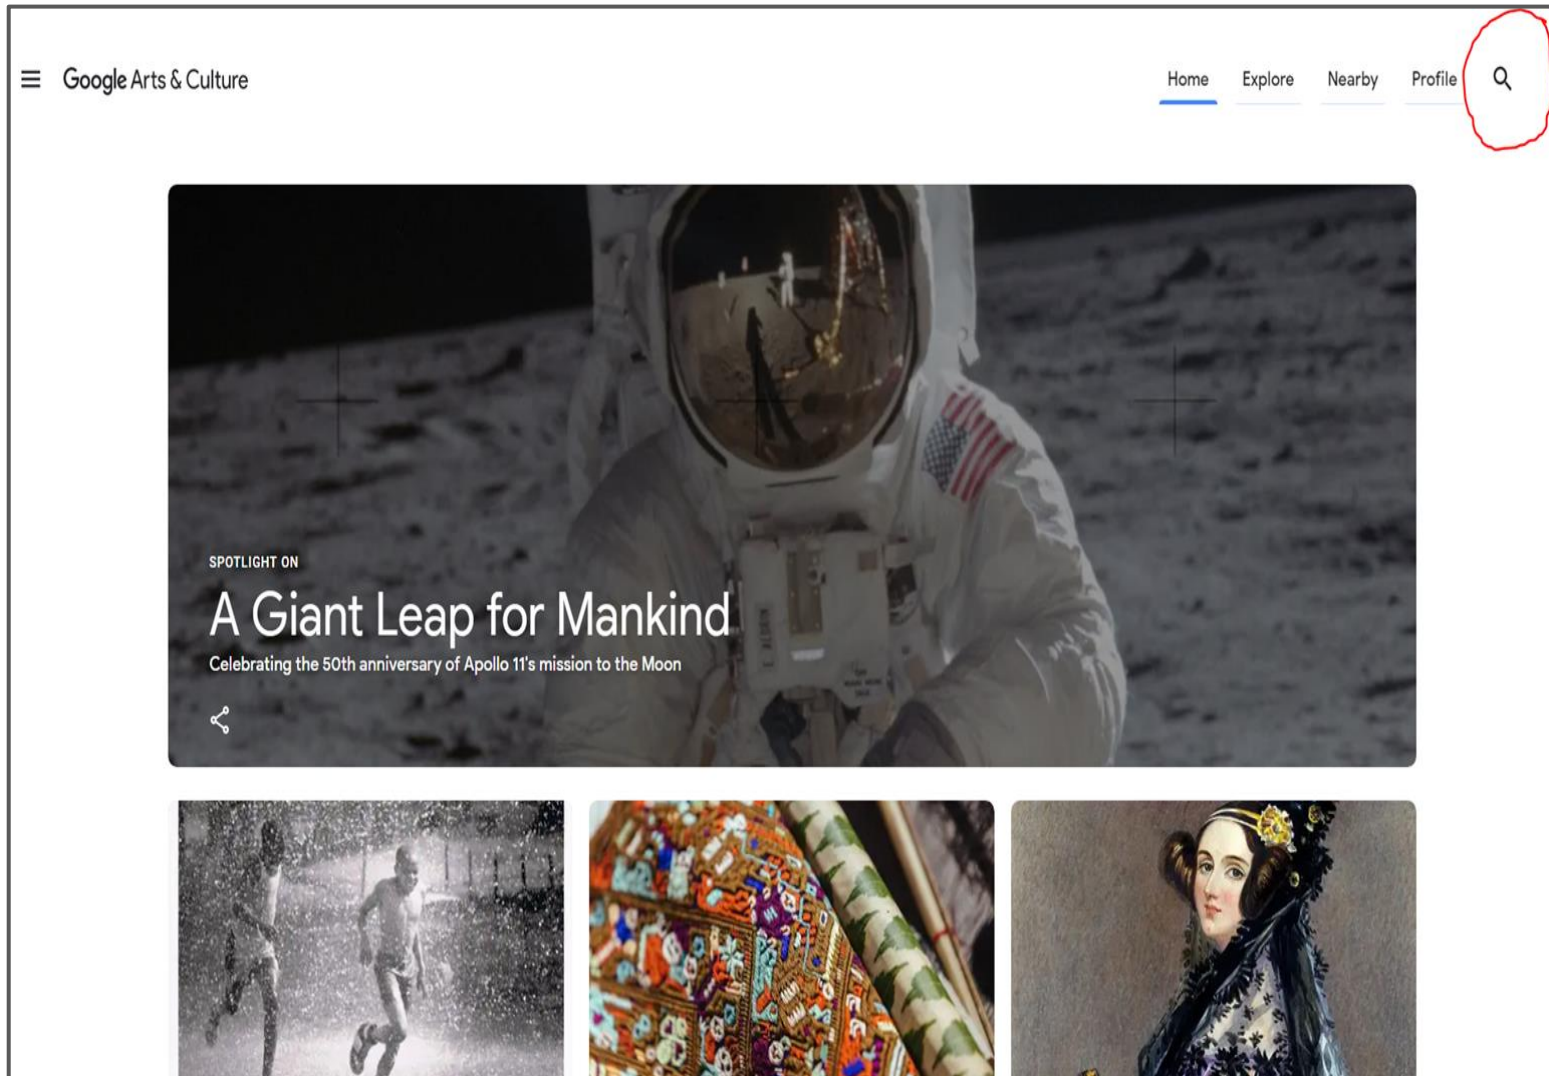 Google Arts & Culture
Home Explore Nearby Profile
SPOTLIGHT ON
A Giant Leap for Mankind
Celebrating the 50th anniversary of Apollo 11's mission to the Moon
E. ALDRIN